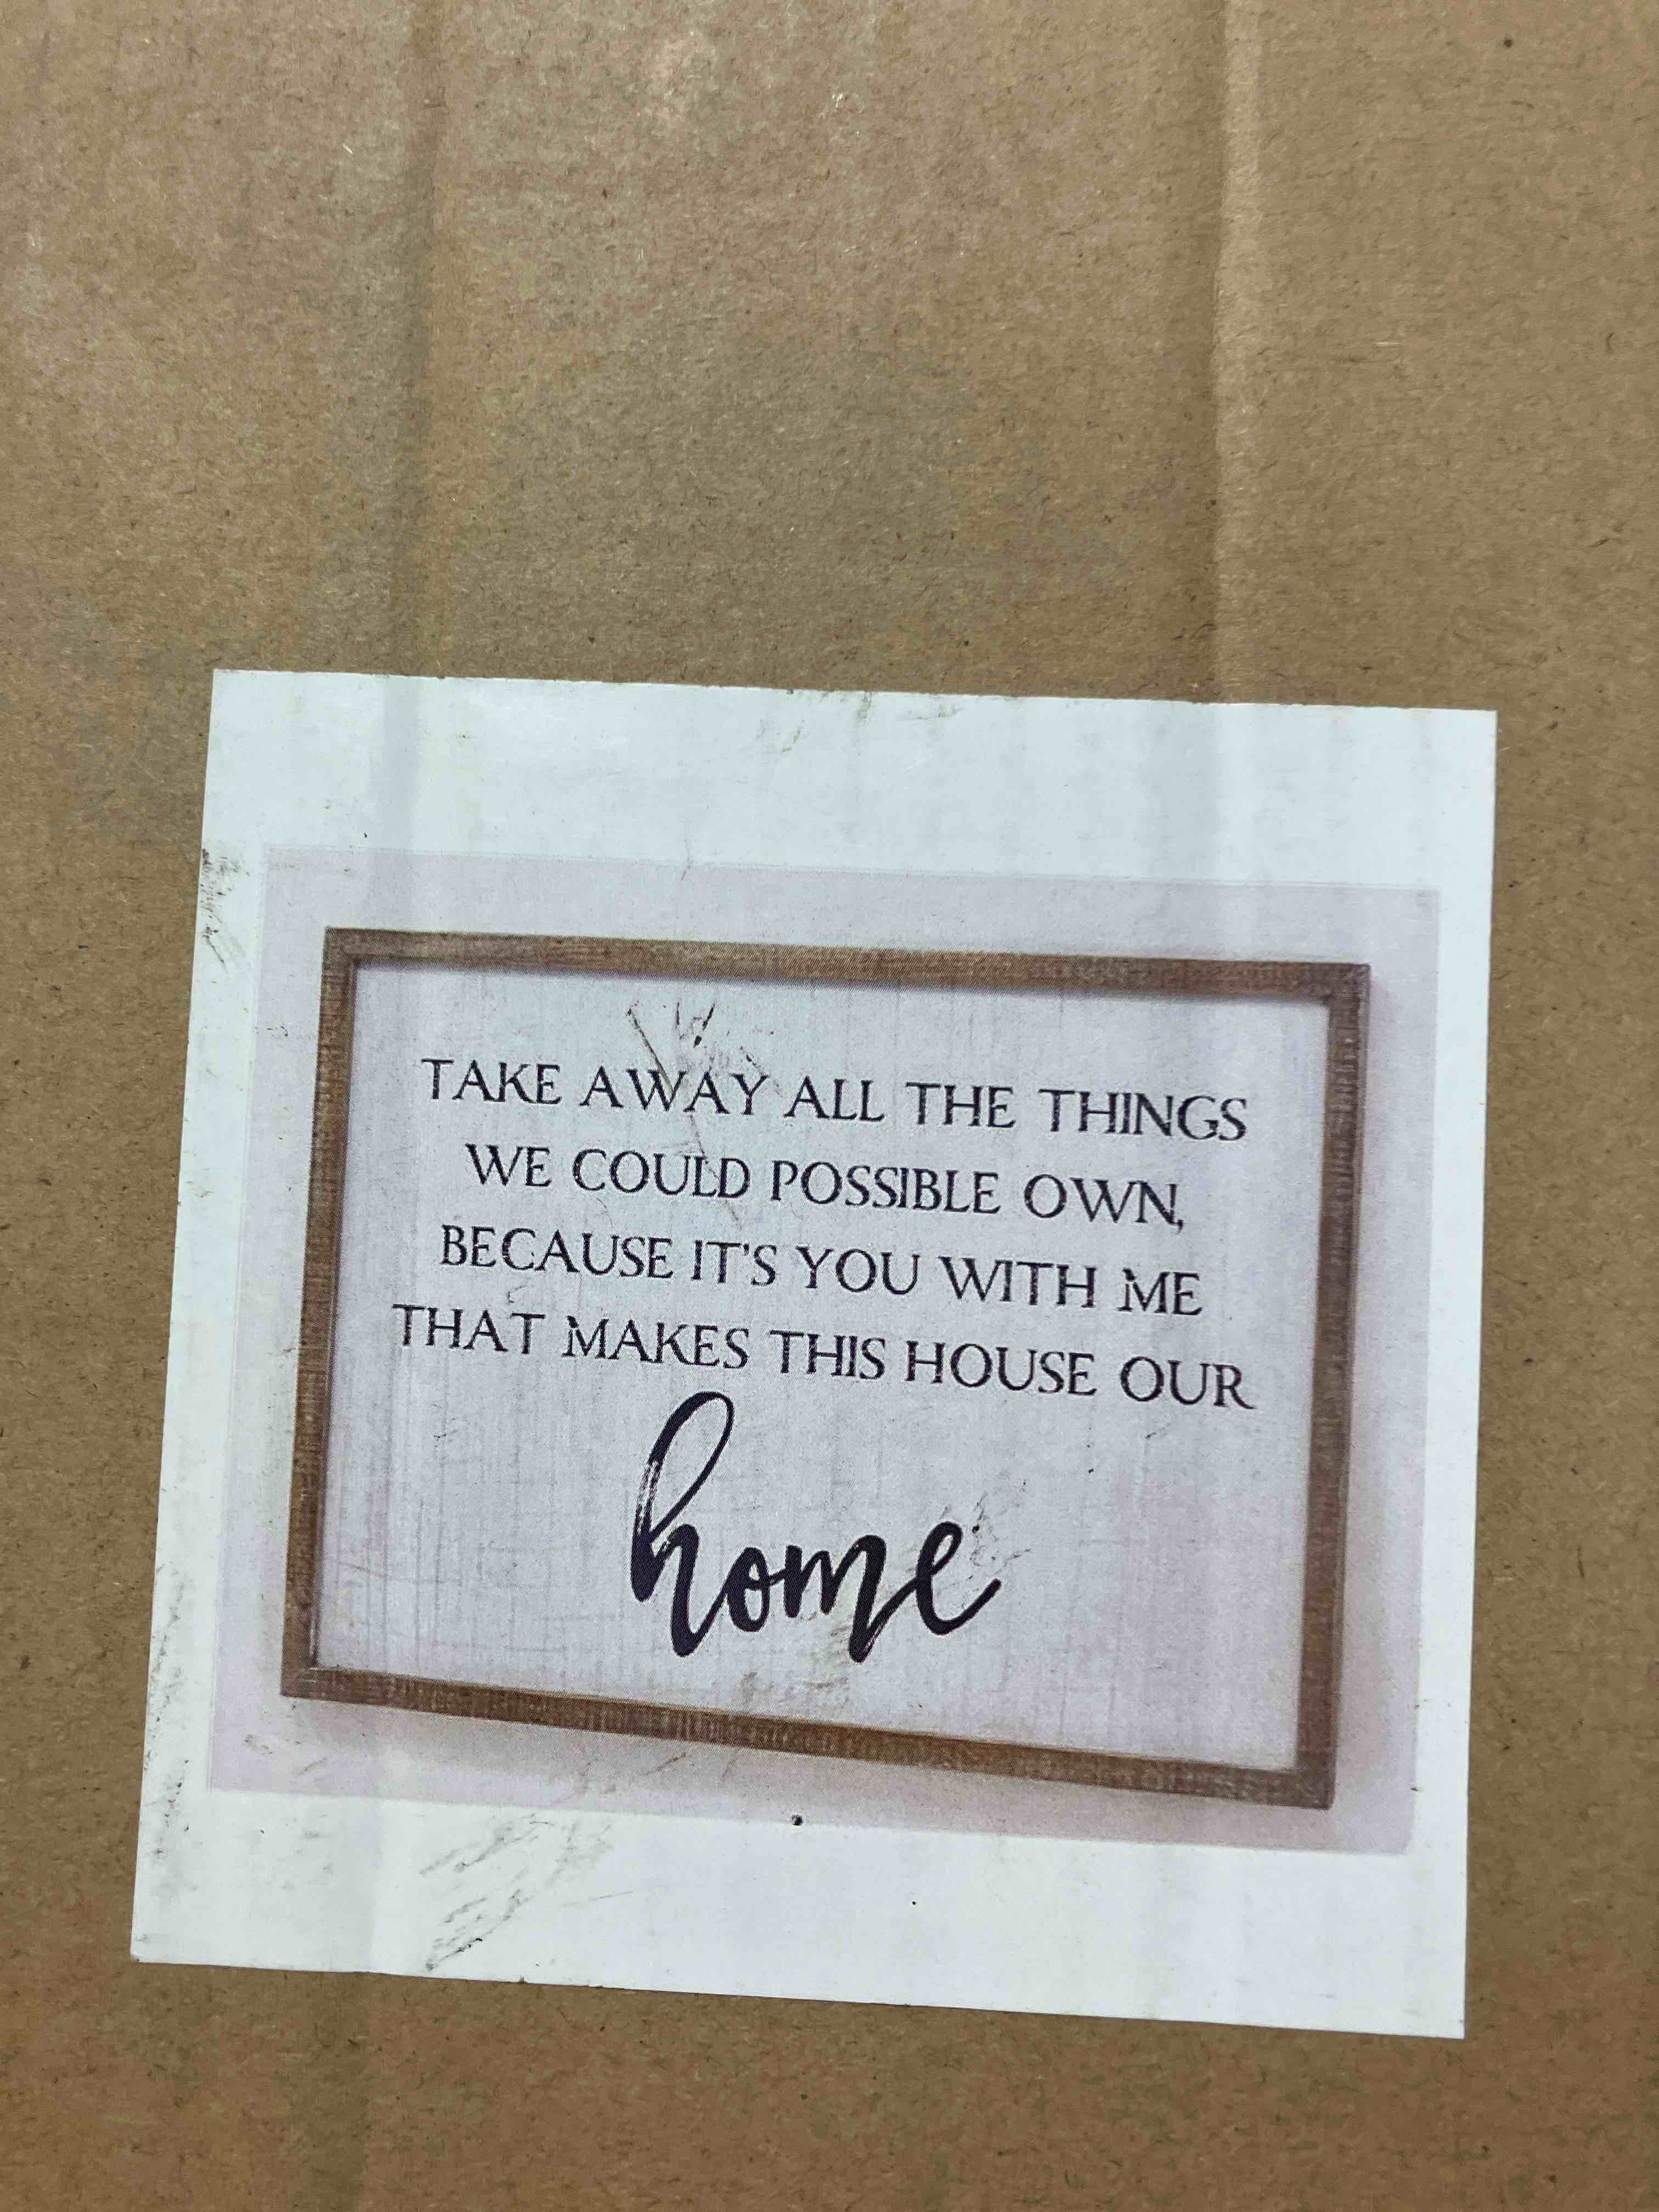 TAKE AWAY ALL THE THINGS
WE COULD POSSIBLE OWN,
BECAUSE IT'S YOU WITH ME
THAT MAKES THIS HOUSE OUR
home